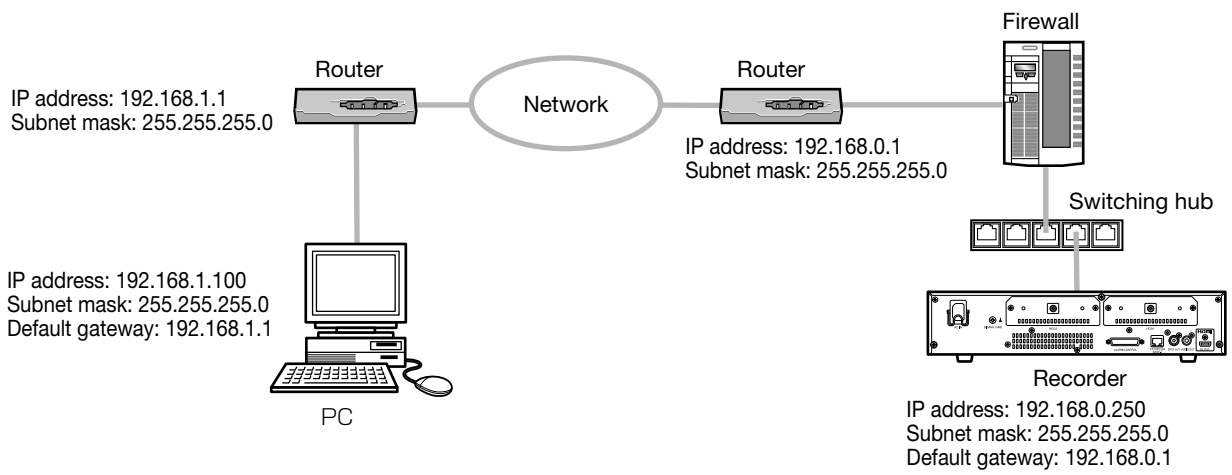 Firewall
Router
Router
IP address: 192.168.1.1
Subnet mask: 255.255.255.0
Network
IP address: 192.168.0.1
Subnet mask: 255.255.255.0
Switching hub
IP address: 192.168.1.100
Subnet mask: 255.255.255.0
Default gateway: 192.168.1.1
PC
Recorder
IP address: 192.168.0.250
Subnet mask: 255.255.255.0
Default gateway: 192.168.0.1